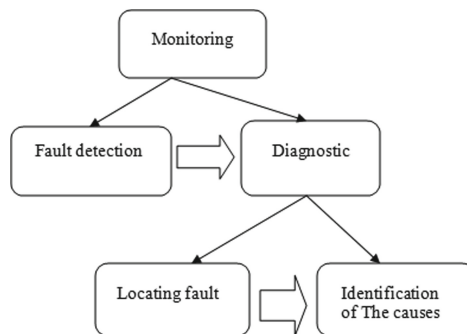 Monitoring
Fault detection
Diagnostic
Locating fault
Identification
of The causes